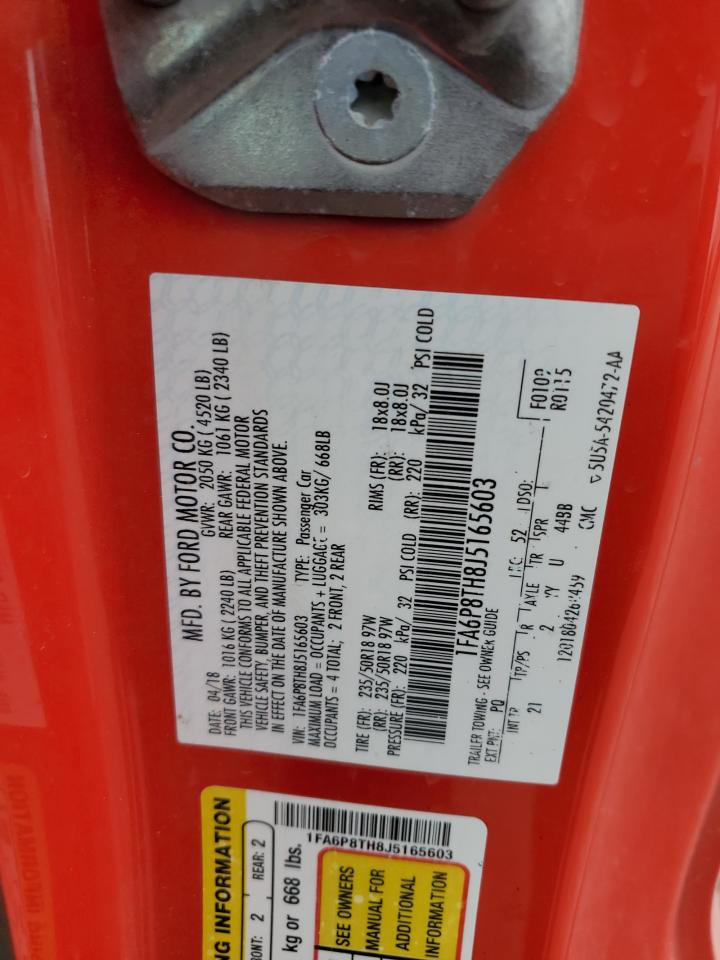 MFD. BY FORD MOTOR CO.
DATE: 04/18 GVWR: 2050 KG ( 4520 LB)
FRONT GAWR: 1016 KG (2240 LB) REAR GAWR: 1061 KG ( 2340 LB)
THIS VEHICLE CONFORMS TO ALL APPLICABLE FEDERAL MOTOR
VEHICLE SAFETY, BUMPER, AND THEFT PREVENTION STANDARDS
IN EFFECT ON THE DATE OF MANUFACTURE SHOWN ABOVE.
VIN: 1FA6P8TH8J5165603 TYPE: Passenger Car
MAXIMUM LOAD = OCCUPANTS + LUGGAGE = 303KG/ 668LB
OCCUPANTS = 4 TOTAL; 2 FRONT, 2 REAR
TIRE (FR): 235/50R18 97W RIMS (FR): 18x8.0J
(RR): 235/50R18 97W (RR): 18x8.0J
PRESSURE (FR): 220 kPa/ 32 PSI COLD (RR): 220 kPa/ 32 PSI COLD
1FA6P8TH8J5165603
TRAILER TOWING - SEE OWNER GUIDE
EXT PNT: PQ RC: 52 DSO: F0109
INT TR TP/PS R AXLE TR SPR R0115
21 2 U 44BB
CMC
5U5A-5420472-AA
NG INFORMATION
FRONT: 2 REAR: 2
kg or 668 lbs.
1FA6P8TH8J5165603
SEE OWNERS
MANUAL FOR
ADDITIONAL
INFORMATION